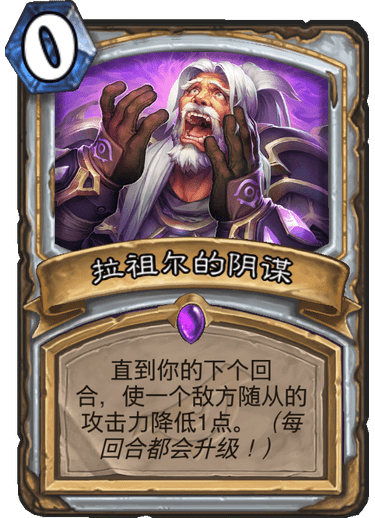 0
拉祖尔的阴谋
直到你的下个回
合，使一个敌方随从的
攻击力降低1点。（每
回合都会升级！）